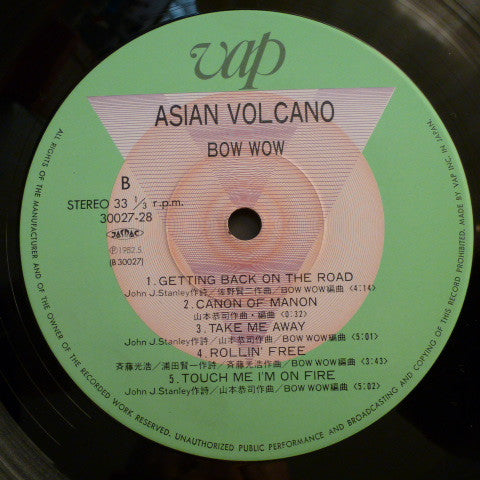 vap
ASIAN VOLCANO
BOW WOW
B
STEREO 33 1/3 r.p.m.
30027-28
JASRAC
Ⓟ1982.5
(B 30027)
1. GETTING BACK ON THE ROAD
John J.Stanley作詩／佐野賢二作曲／BOW WOW編曲〈4:14〉
2. CANON OF MANON
山本恭司作曲・編曲〈0:32〉
3. TAKE ME AWAY
John J.Stanley作詩／山本恭司作曲／BOW WOW編曲〈5:01〉
4. ROLLIN' FREE
斉藤光浩／浦田賢一作詩／斉藤光浩作曲／BOW WOW編曲〈3:43〉
5. TOUCH ME I'M ON FIRE
John J.Stanley作詩／山本恭司作曲／BOW WOW編曲〈5:02〉
ALL RIGHTS OF THE MANUFACTURER AND OF THE OWNER OF THE RECORDED WORK RESERVED. UNAUTHORIZED PUBLIC PERFORMANCE AND BROADCASTING AND COPYING OF THIS RECORD PROHIBITED. MADE BY VAP INC. IN JAPAN.